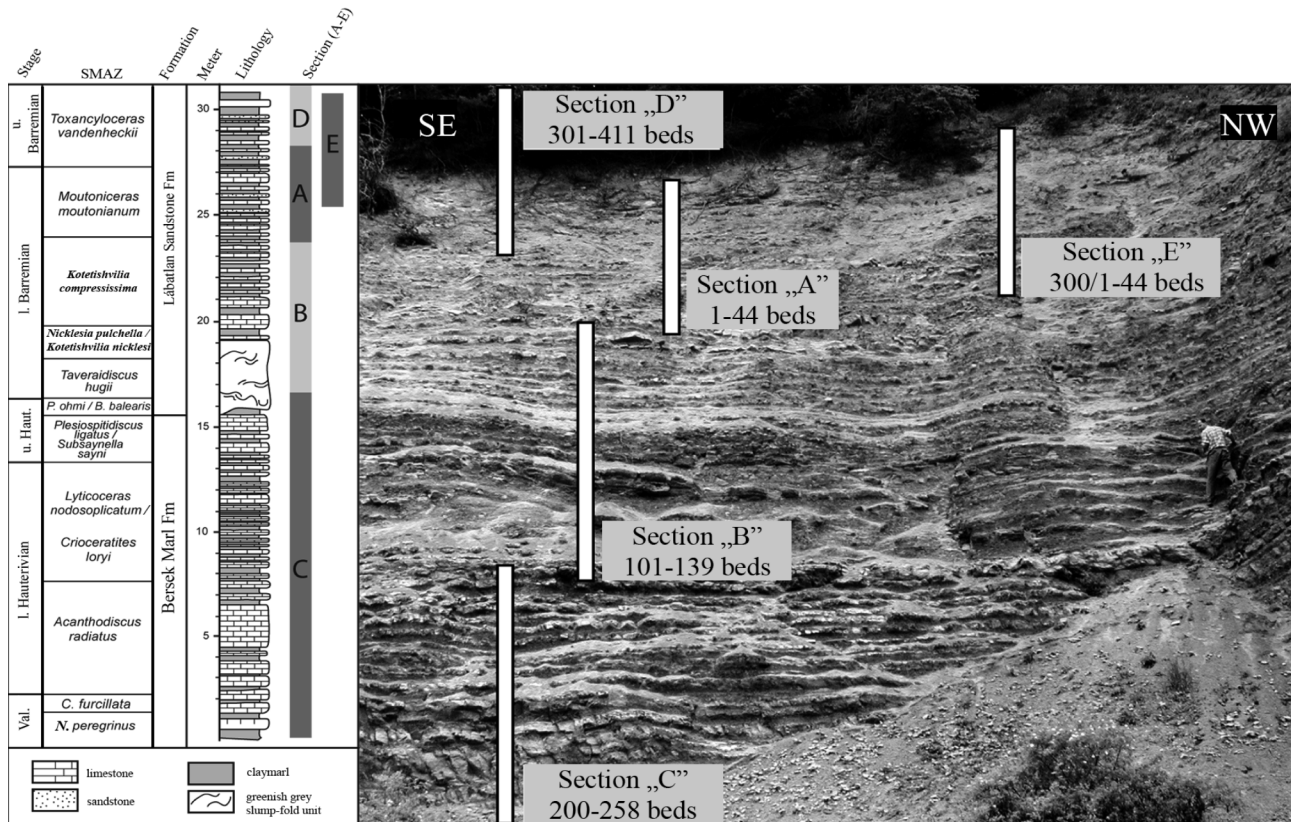 Stage
SMAZ
Formation
Meter
Lithology
Section (A-E)
u.
Barremian
l. Barremian
u. Haut.
l. Hauterivian
Val.
Toxancyloceras
vandenheckii
Moutoniceras
moutonianum
Kotetishvilia
compressissima
Nicklesia pulchella /
Kotetishvilia nicklesi
Taveraidiscus
hugii
P. ohmi / B. balearis
Plesiospitidiscus
ligatus /
Subsaynella
sayni
Lyticoceras
nodosoplicatum /
Crioceratites
loryi
Acanthodiscus
radiatus
C. furcillata
N. peregrinus
Lábatlan Sandstone Fm
Bersek Marl Fm
30
25
20
15
10
5
D
E
A
B
C
limestone
sandstone
claymarl
greenish grey
slump-fold unit
SE
NW
Section „D”
301-411 beds
Section „A”
1-44 beds
Section „E”
300/1-44 beds
Section „B”
101-139 beds
Section „C”
200-258 beds